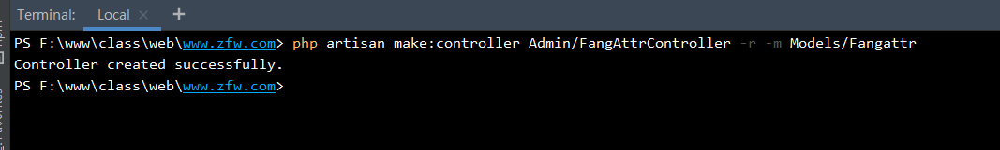 Terminal: Local × +
PS F:\www\class\web\www.zfw.com> php artisan make:controller Admin/FangAttrController -r -m Models/Fangattr
Controller created successfully.
PS F:\www\class\web\www.zfw.com>
Favorites